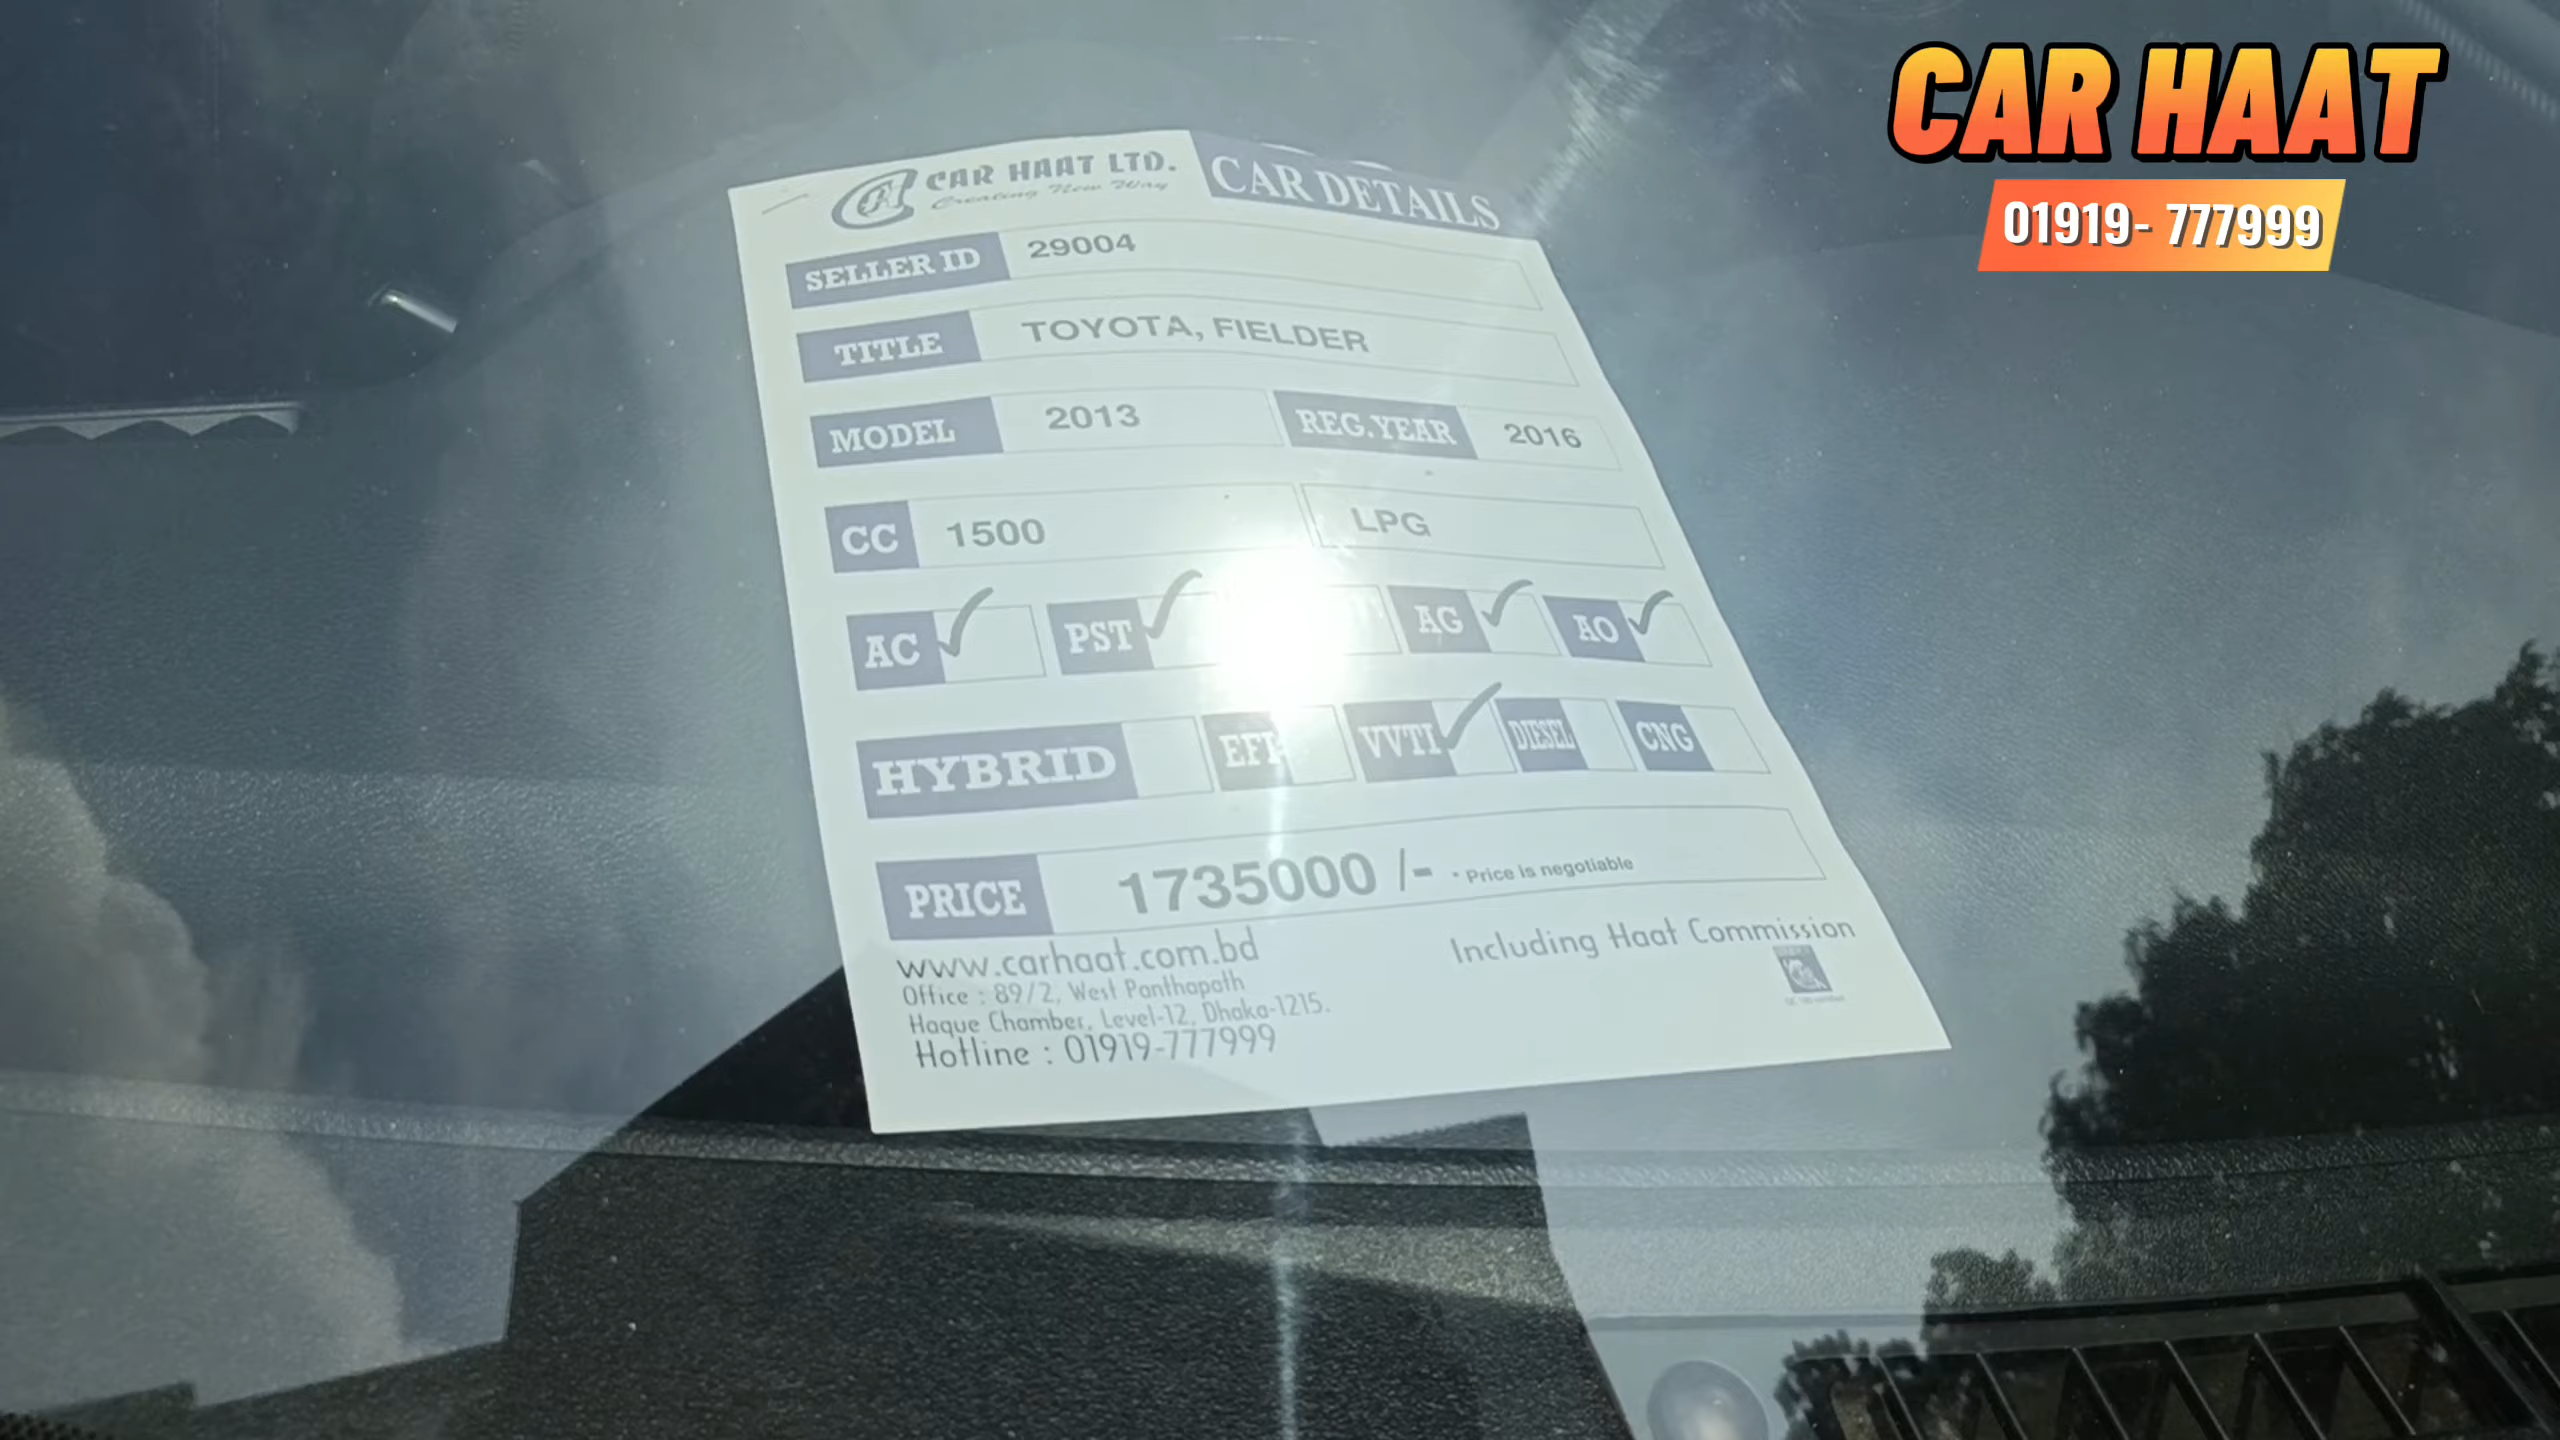 CAR HAAT
01919- 777999
CAR HAAT LTD.
Creating New Way
CAR DETAILS
SELLER ID 29004
TITLE TOYOTA, FIELDER
MODEL 2013 REG.YEAR 2016
CC 1500 LPG
AC ✓ PST ✓ AG ✓ AO ✓
HYBRID EFI VVTI ✓ DIESEL CNG
PRICE 1735000 /- • Price is negotiable
www.carhaat.com.bd Including Haat Commission
Office : 89/2, West Panthapath
Haque Chamber, Level-12, Dhaka-1215.
Hotline : 01919-777999